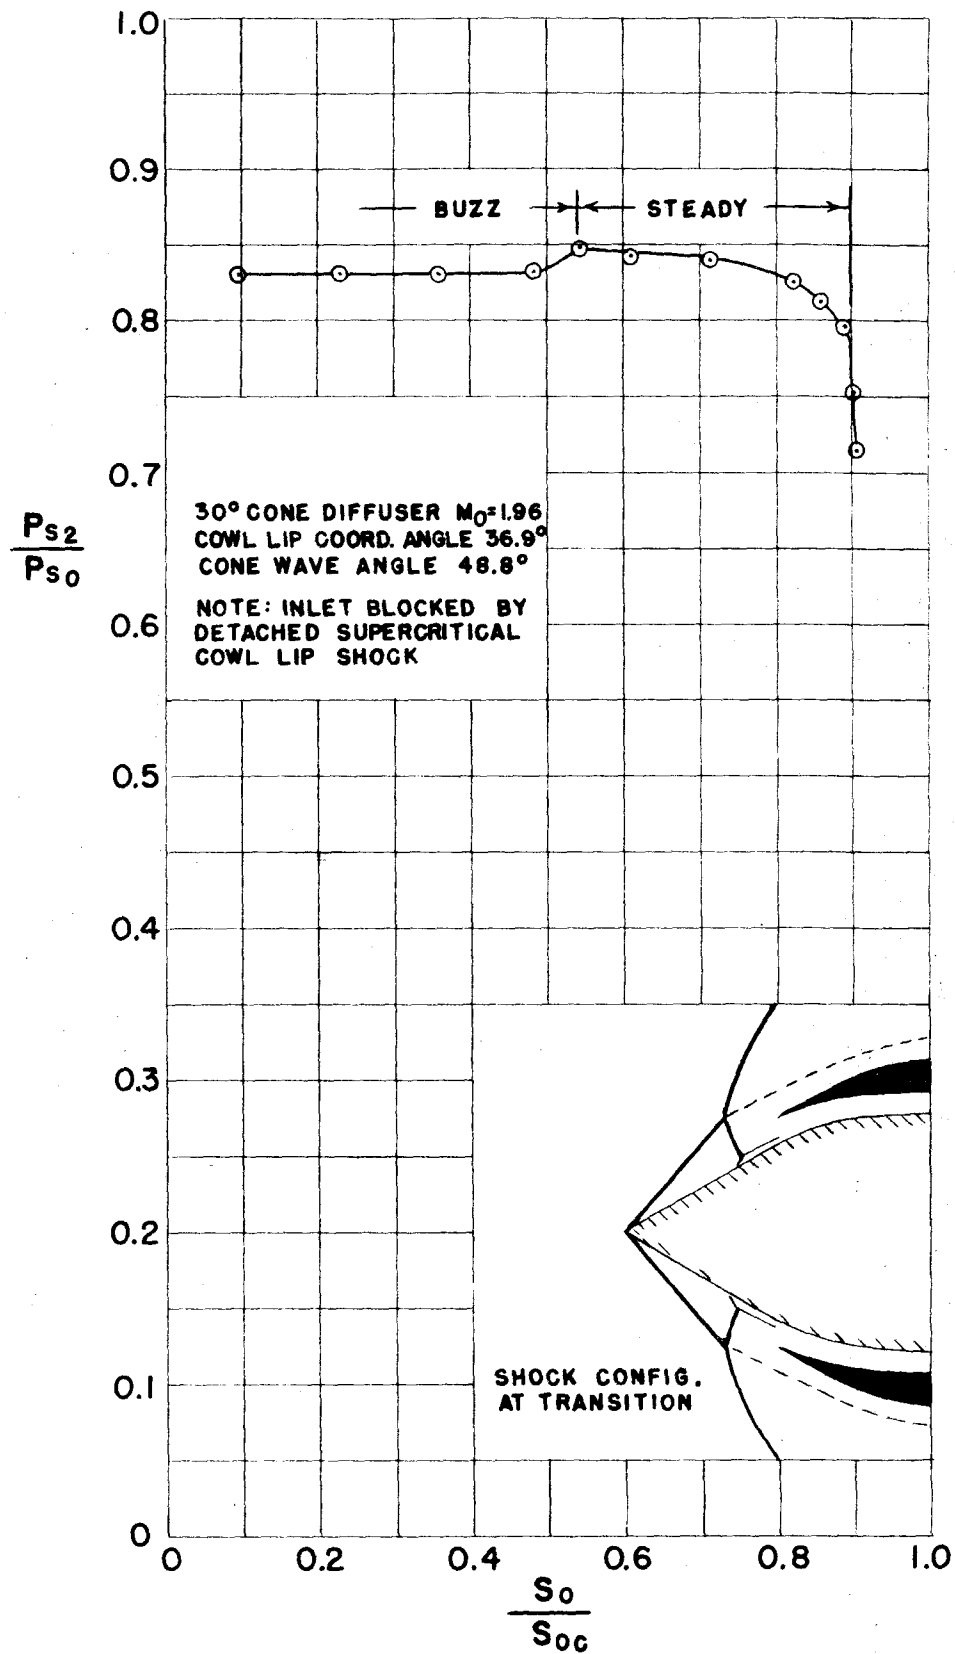 1.0
0.9
BUZZ STEADY
0.8
0.7
30° CONE DIFFUSER M0=1.96
COWL LIP COORD. ANGLE 36.9°
CONE WAVE ANGLE 48.8°
PS2
PS0
NOTE: INLET BLOCKED BY
DETACHED SUPERCRITICAL
COWL LIP SHOCK
0.6
0.5
0.4
0.3
0.2
0.1
SHOCK CONFIG.
AT TRANSITION
0
0 0.2 0.4 0.6 0.8 1.0
S0
S0C